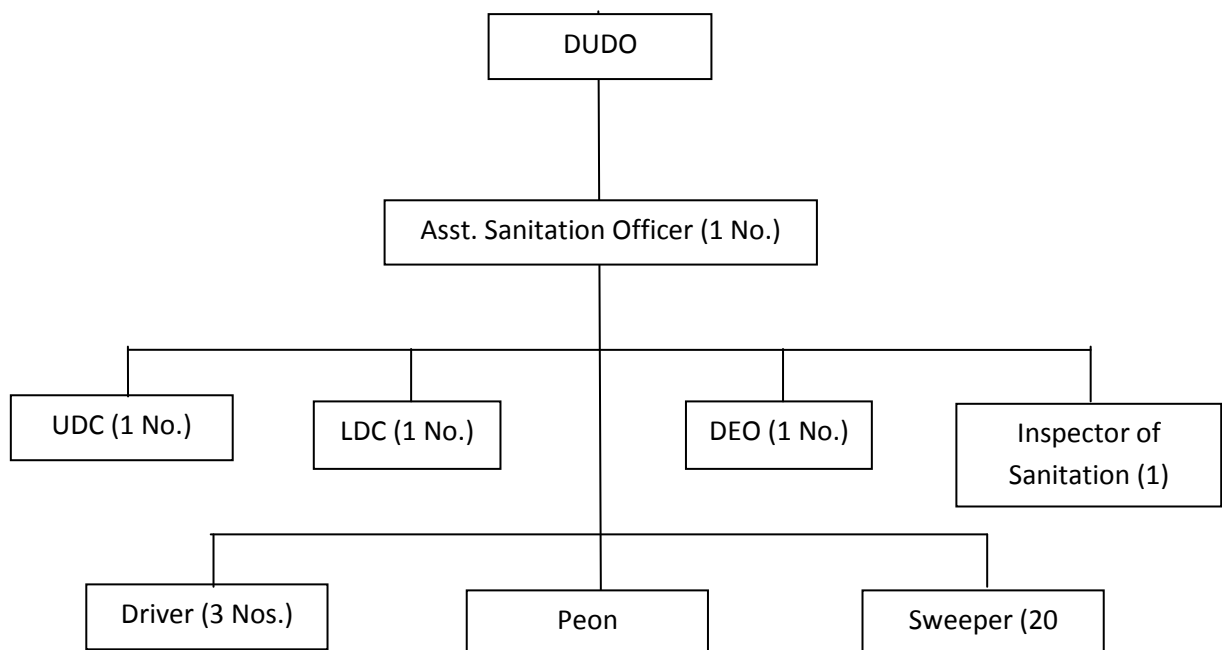 DUDO
Asst. Sanitation Officer (1 No.)
UDC (1 No.)
LDC (1 No.)
DEO (1 No.)
Inspector of
Sanitation (1)
Driver (3 Nos.)
Peon
Sweeper (20